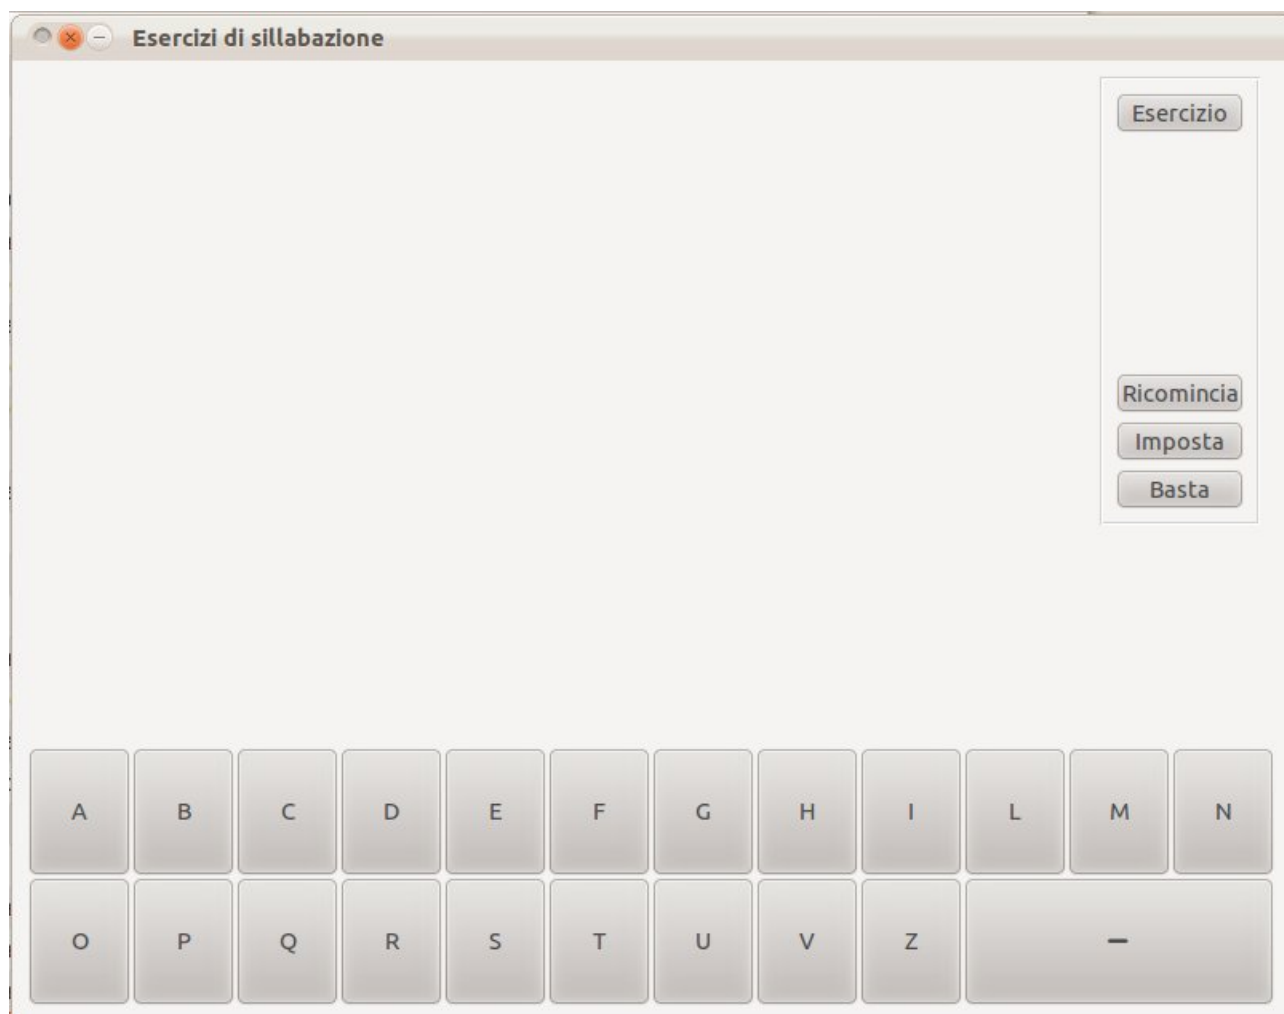 Esercizi di sillabazione
Esercizio
Ricomincia
Imposta
Basta
A B C D E F G H I L M N
O P Q R S T U V Z –